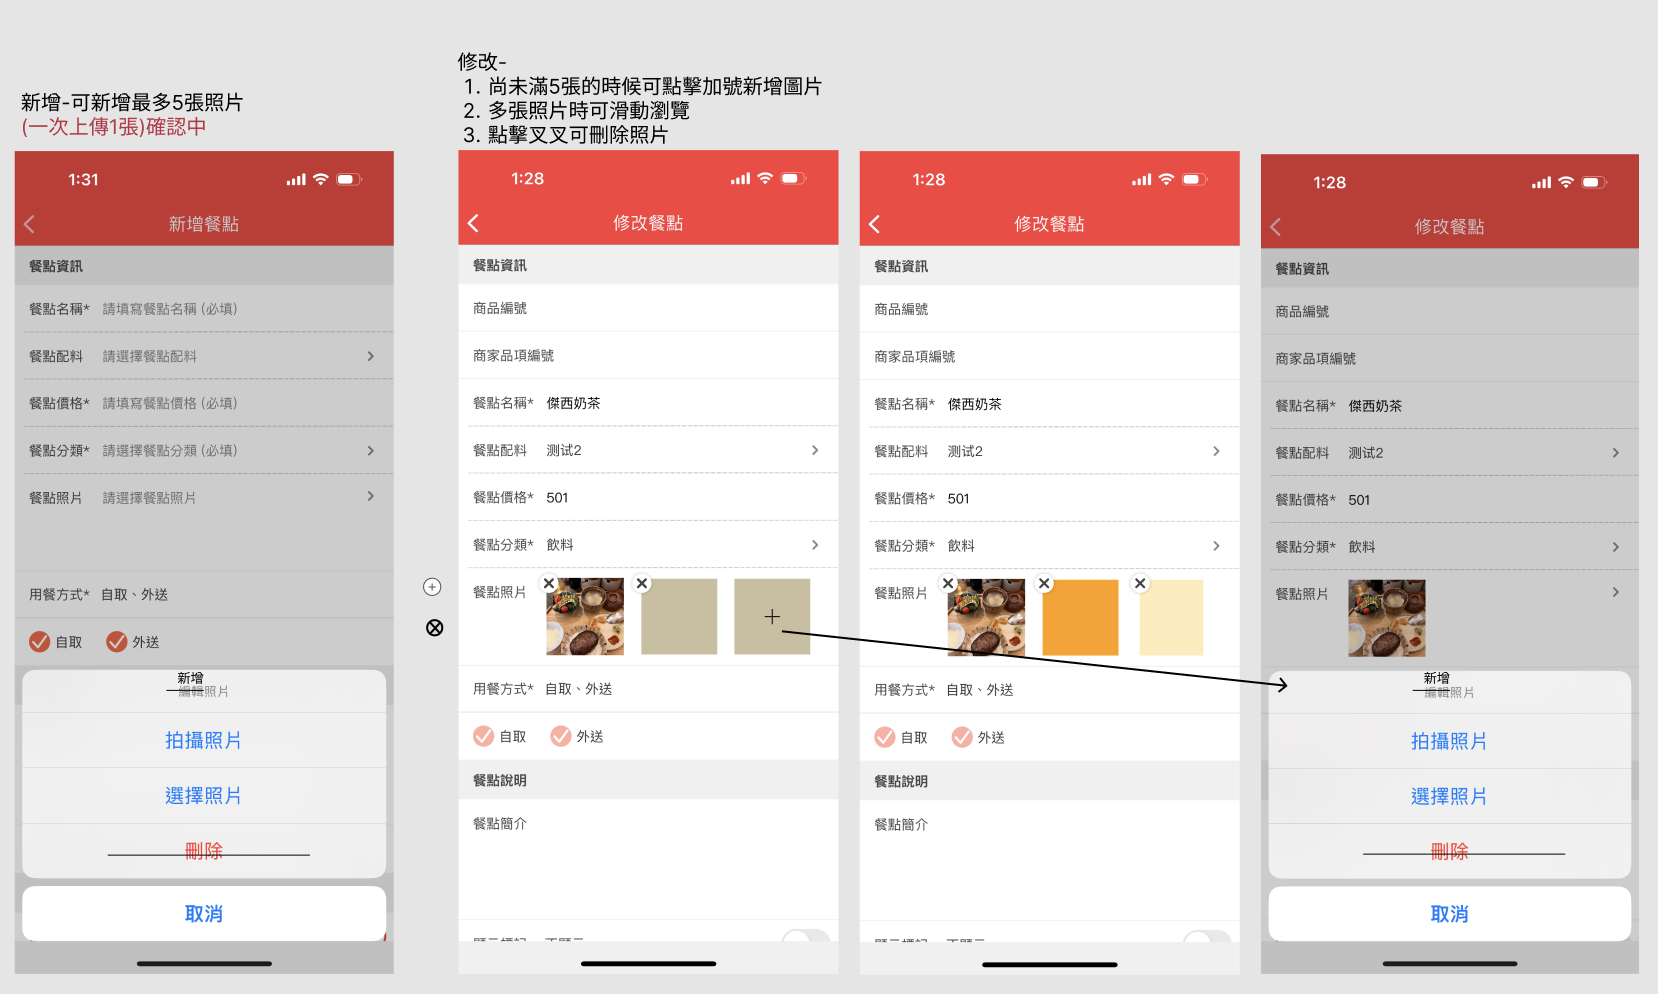 新增-可新增最多5張照片
(一次上傳1張)確認中
1:31
新增餐點
餐點資訊
餐點名稱* 請填寫餐點名稱 (必填)
餐點配料 請選擇餐點配料
餐點價格* 請填寫餐點價格 (必填)
餐點分類* 請選擇餐點分類 (必填)
餐點照片 請選擇餐點照片
用餐方式* 自取、外送
自取 外送
新增
編輯照片
拍攝照片
選擇照片
刪除
取消
修改-
1. 尚未滿5張的時候可點擊加號新增圖片
2. 多張照片時可滑動瀏覽
3. 點擊叉叉可刪除照片
1:28
修改餐點
餐點資訊
商品編號
商家品項編號
餐點名稱* 傑西奶茶
餐點配料 测试2
餐點價格* 501
餐點分類* 飲料
餐點照片
用餐方式* 自取、外送
自取 外送
餐點說明
餐點簡介
1:28
修改餐點
餐點資訊
商品編號
商家品項編號
餐點名稱* 傑西奶茶
餐點配料 测试2
餐點價格* 501
餐點分類* 飲料
餐點照片
用餐方式* 自取、外送
自取 外送
餐點說明
餐點簡介
1:28
修改餐點
餐點資訊
商品編號
商家品項編號
餐點名稱* 傑西奶茶
餐點配料 测试2
餐點價格* 501
餐點分類* 飲料
餐點照片
新增
編輯照片
拍攝照片
選擇照片
刪除
取消